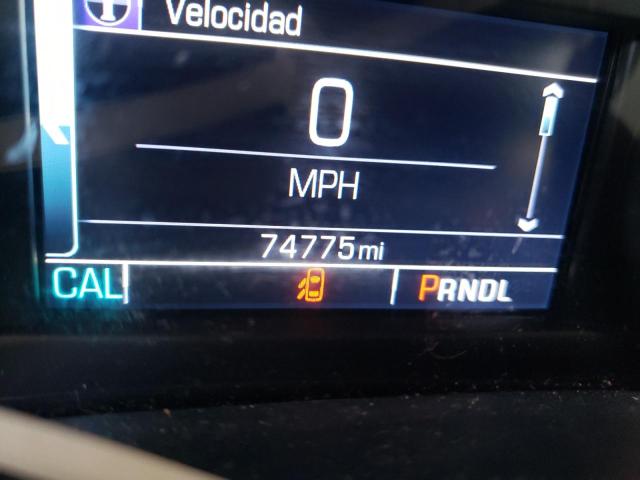 Velocidad
0
MPH
74775 mi
CAL PRNDL